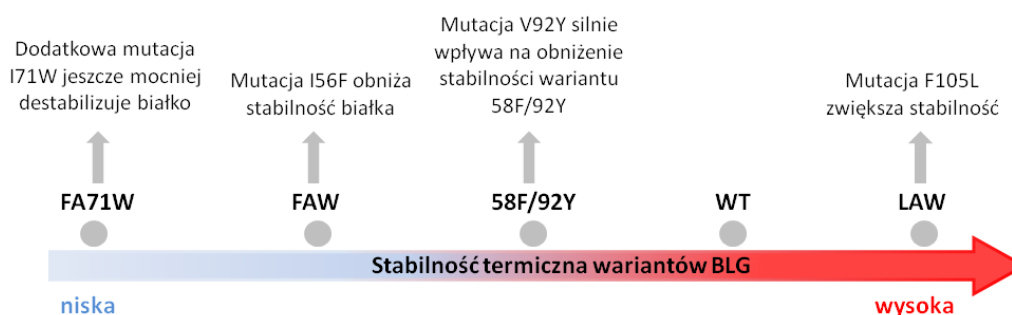 Dodatkowa mutacja
I71W jeszcze mocniej
destabilizuje białko
Mutacja I56F obniża
stabilność białka
Mutacja V92Y silnie
wpływa na obniżenie
stabilności wariantu
58F/92Y
Mutacja F105L
zwiększa stabilność
FA71W
FAW
58F/92Y
WT
LAW
Stabilność termiczna wariantów BLG
niska
wysoka